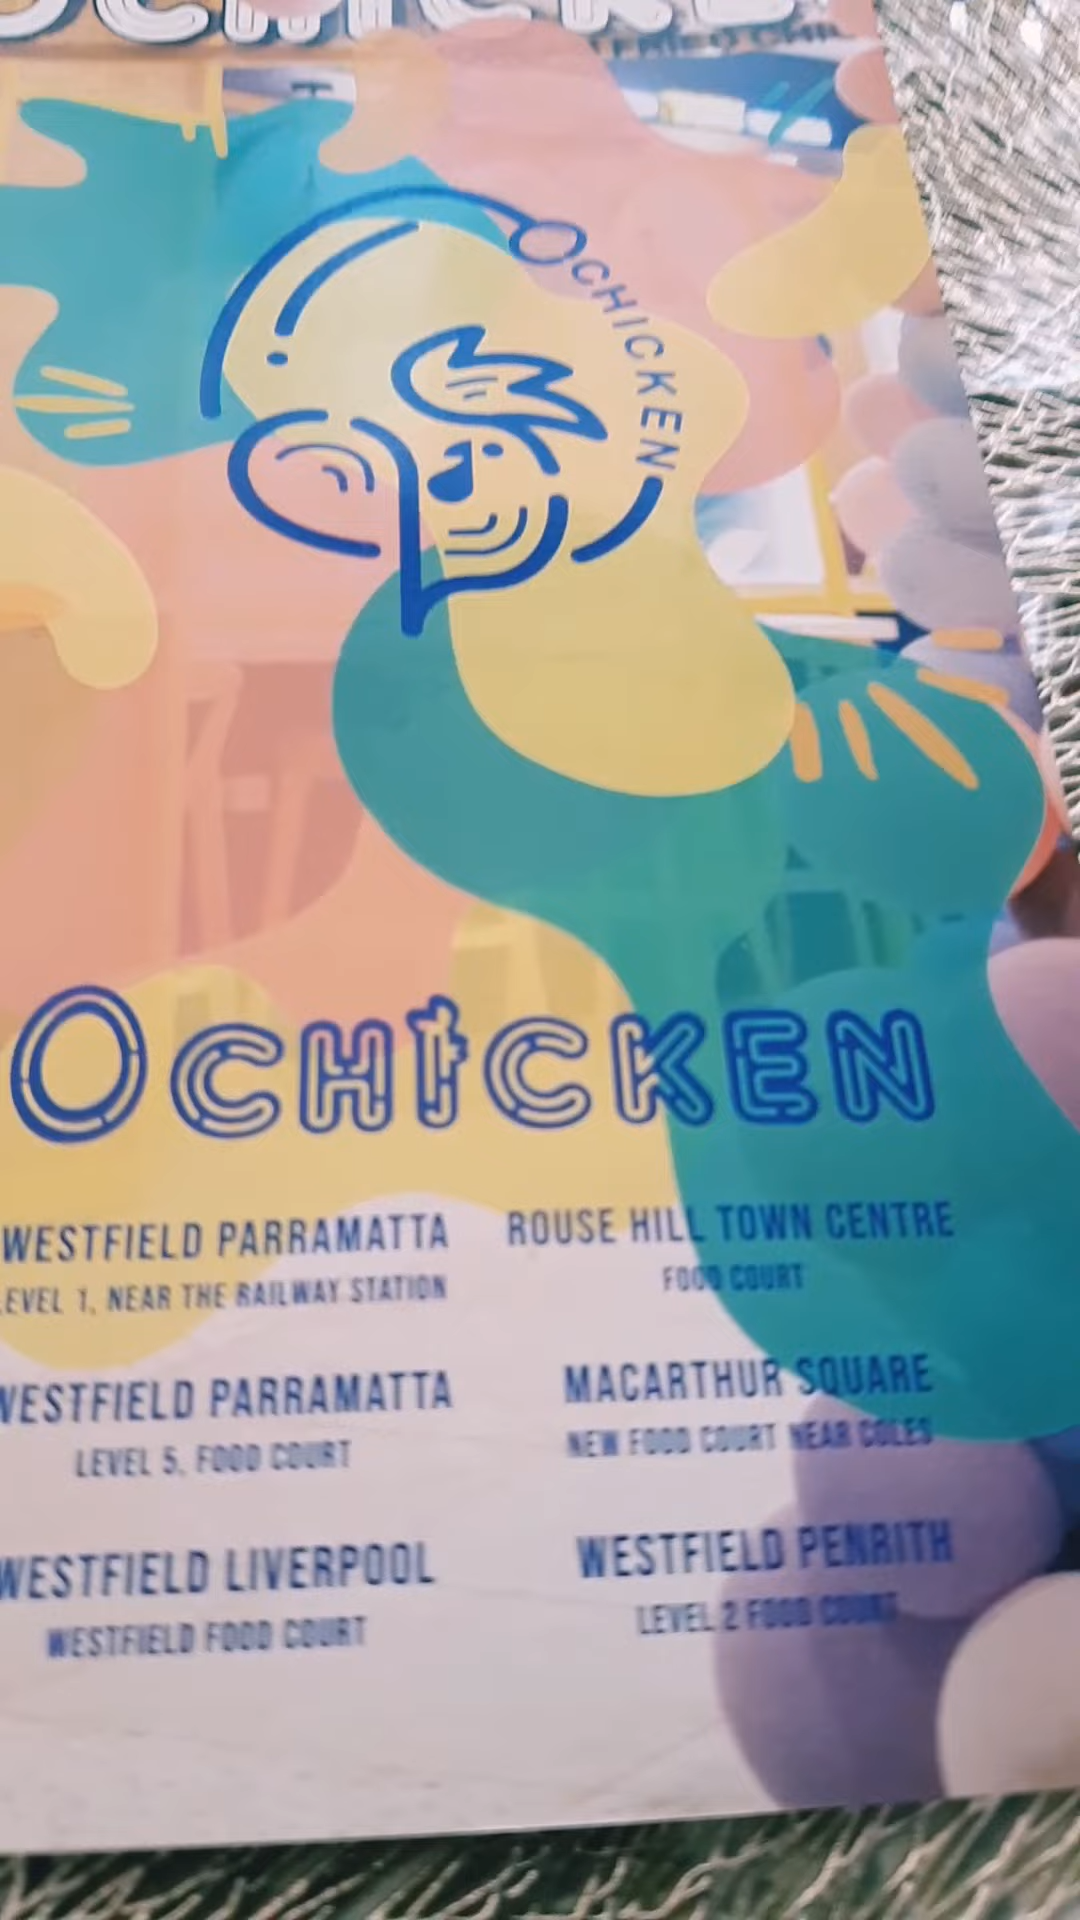 OCHICKEN
OCHICKEN
WESTFIELD PARRAMATTA
LEVEL 1, NEAR THE RAILWAY STATION
WESTFIELD PARRAMATTA
LEVEL 5, FOOD COURT
WESTFIELD LIVERPOOL
WESTFIELD FOOD COURT
ROUSE HILL TOWN CENTRE
FOOD COURT
MACARTHUR SQUARE
NEW FOOD COURT NEAR COLES
WESTFIELD PENRITH
LEVEL 2 FOOD COURT